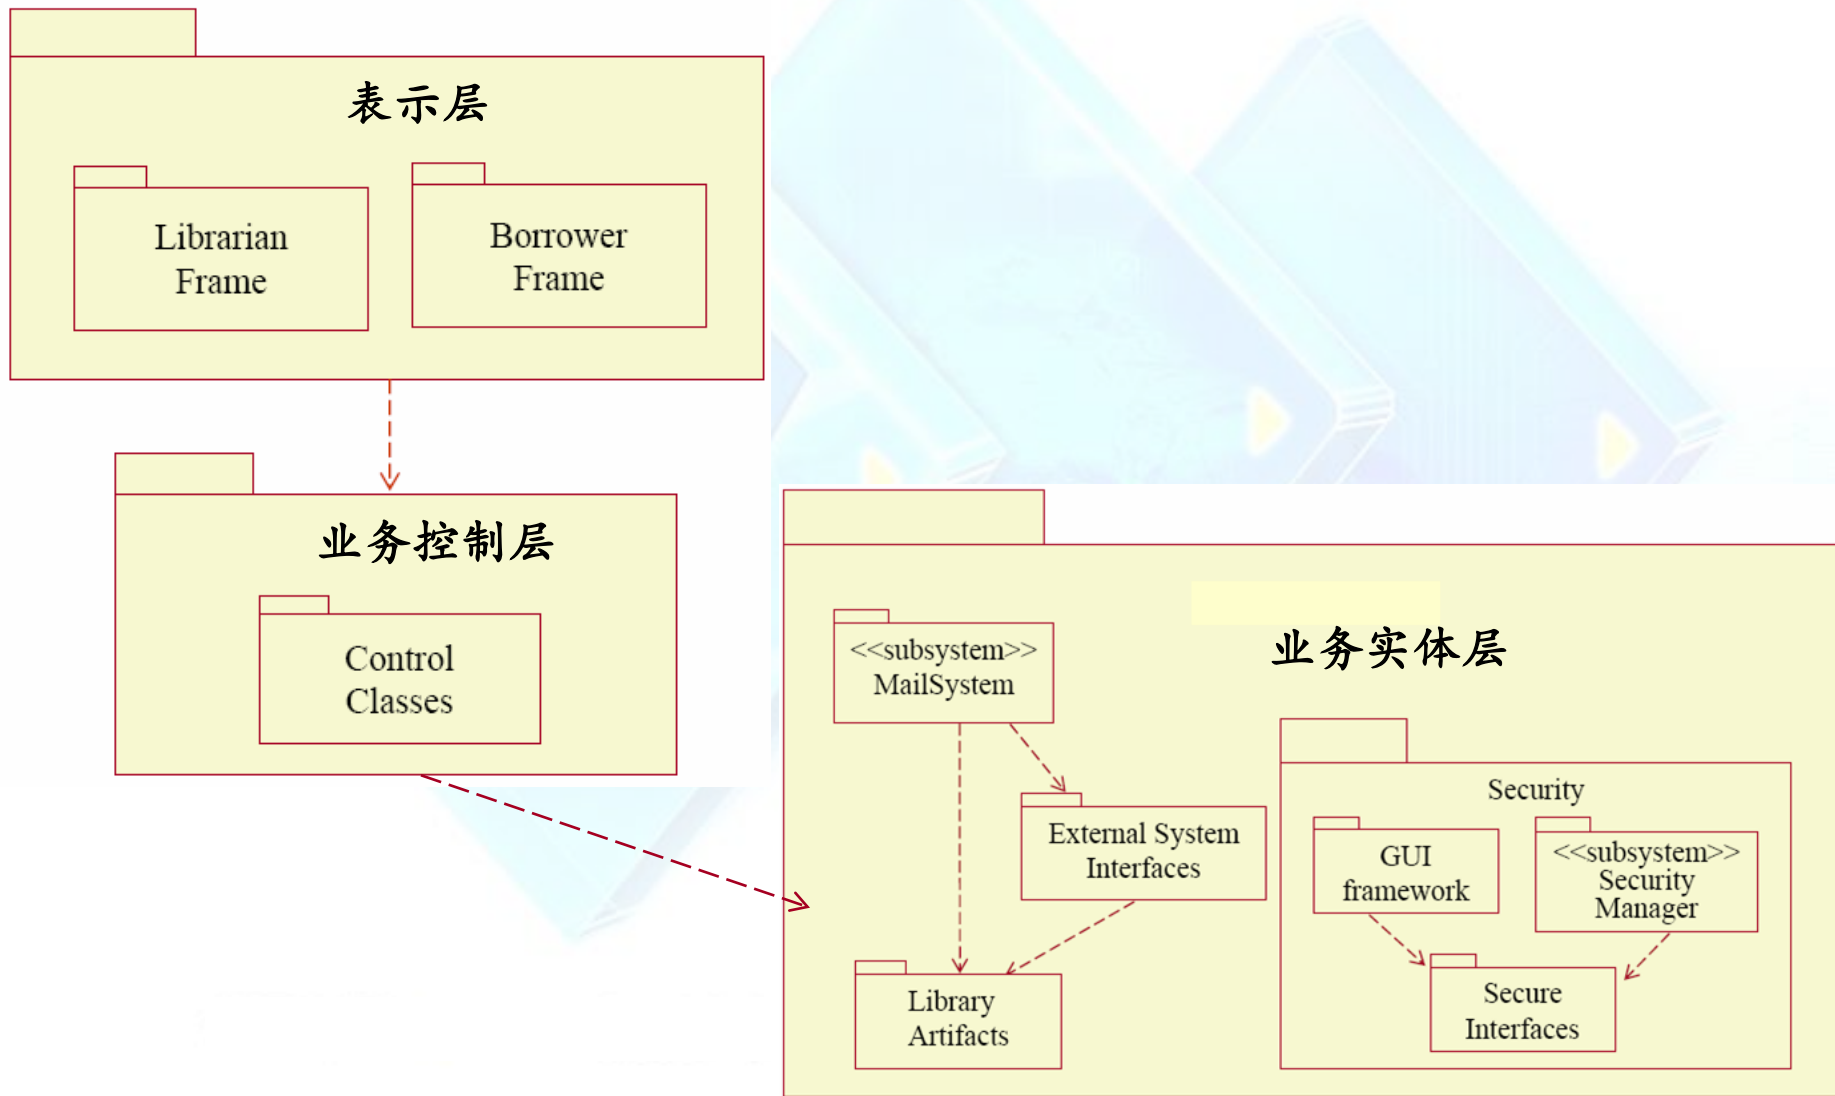 表示层
Librarian
Frame
Borrower
Frame
业务控制层
Control
Classes
业务实体层
<<subsystem>>
MailSystem
External System
Interfaces
Library
Artifacts
Security
GUI
framework
<<subsystem>>
Security
Manager
Secure
Interfaces